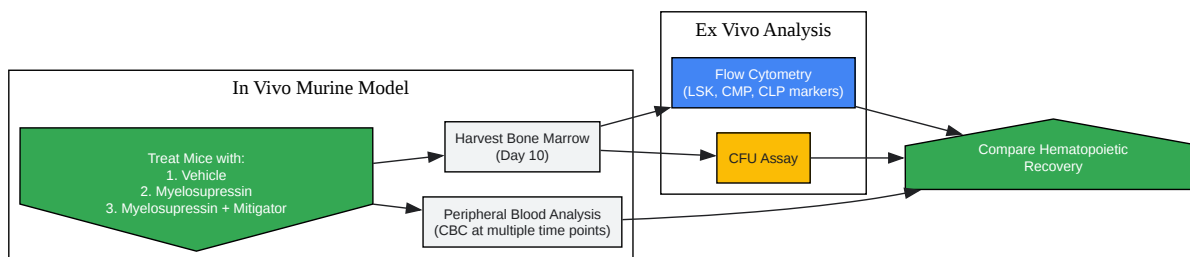 In Vivo Murine Model
Treat Mice with:
1. Vehicle
2. Myelosupressin
3. Myelosupressin + Mitigator
Harvest Bone Marrow
(Day 10)
Peripheral Blood Analysis
(CBC at multiple time points)
Ex Vivo Analysis
Flow Cytometry
(LSK, CMP, CLP markers)
CFU Assay
Compare Hematopoietic
Recovery